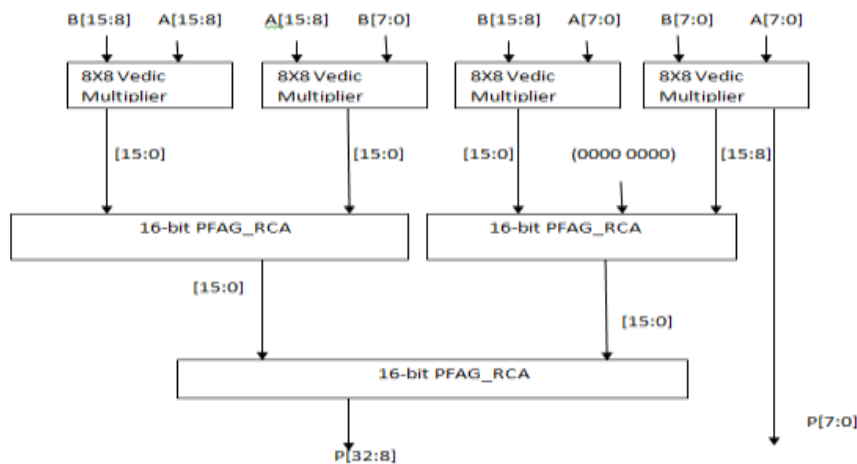 B[15:8] A[15:8] A[15:8] B[7:0] B[15:8] A[7:0] B[7:0] A[7:0]
8X8 Vedic
Multiplier
8X8 Vedic
Multiplier
8X8 Vedic
Multiplier
8X8 Vedic
Multiplier
[15:0] [15:0] [15:0] (0000 0000) [15:8]
16-bit PFAG_RCA 16-bit PFAG_RCA
[15:0]
[15:0]
16-bit PFAG_RCA
P[7:0]
P[32:8]